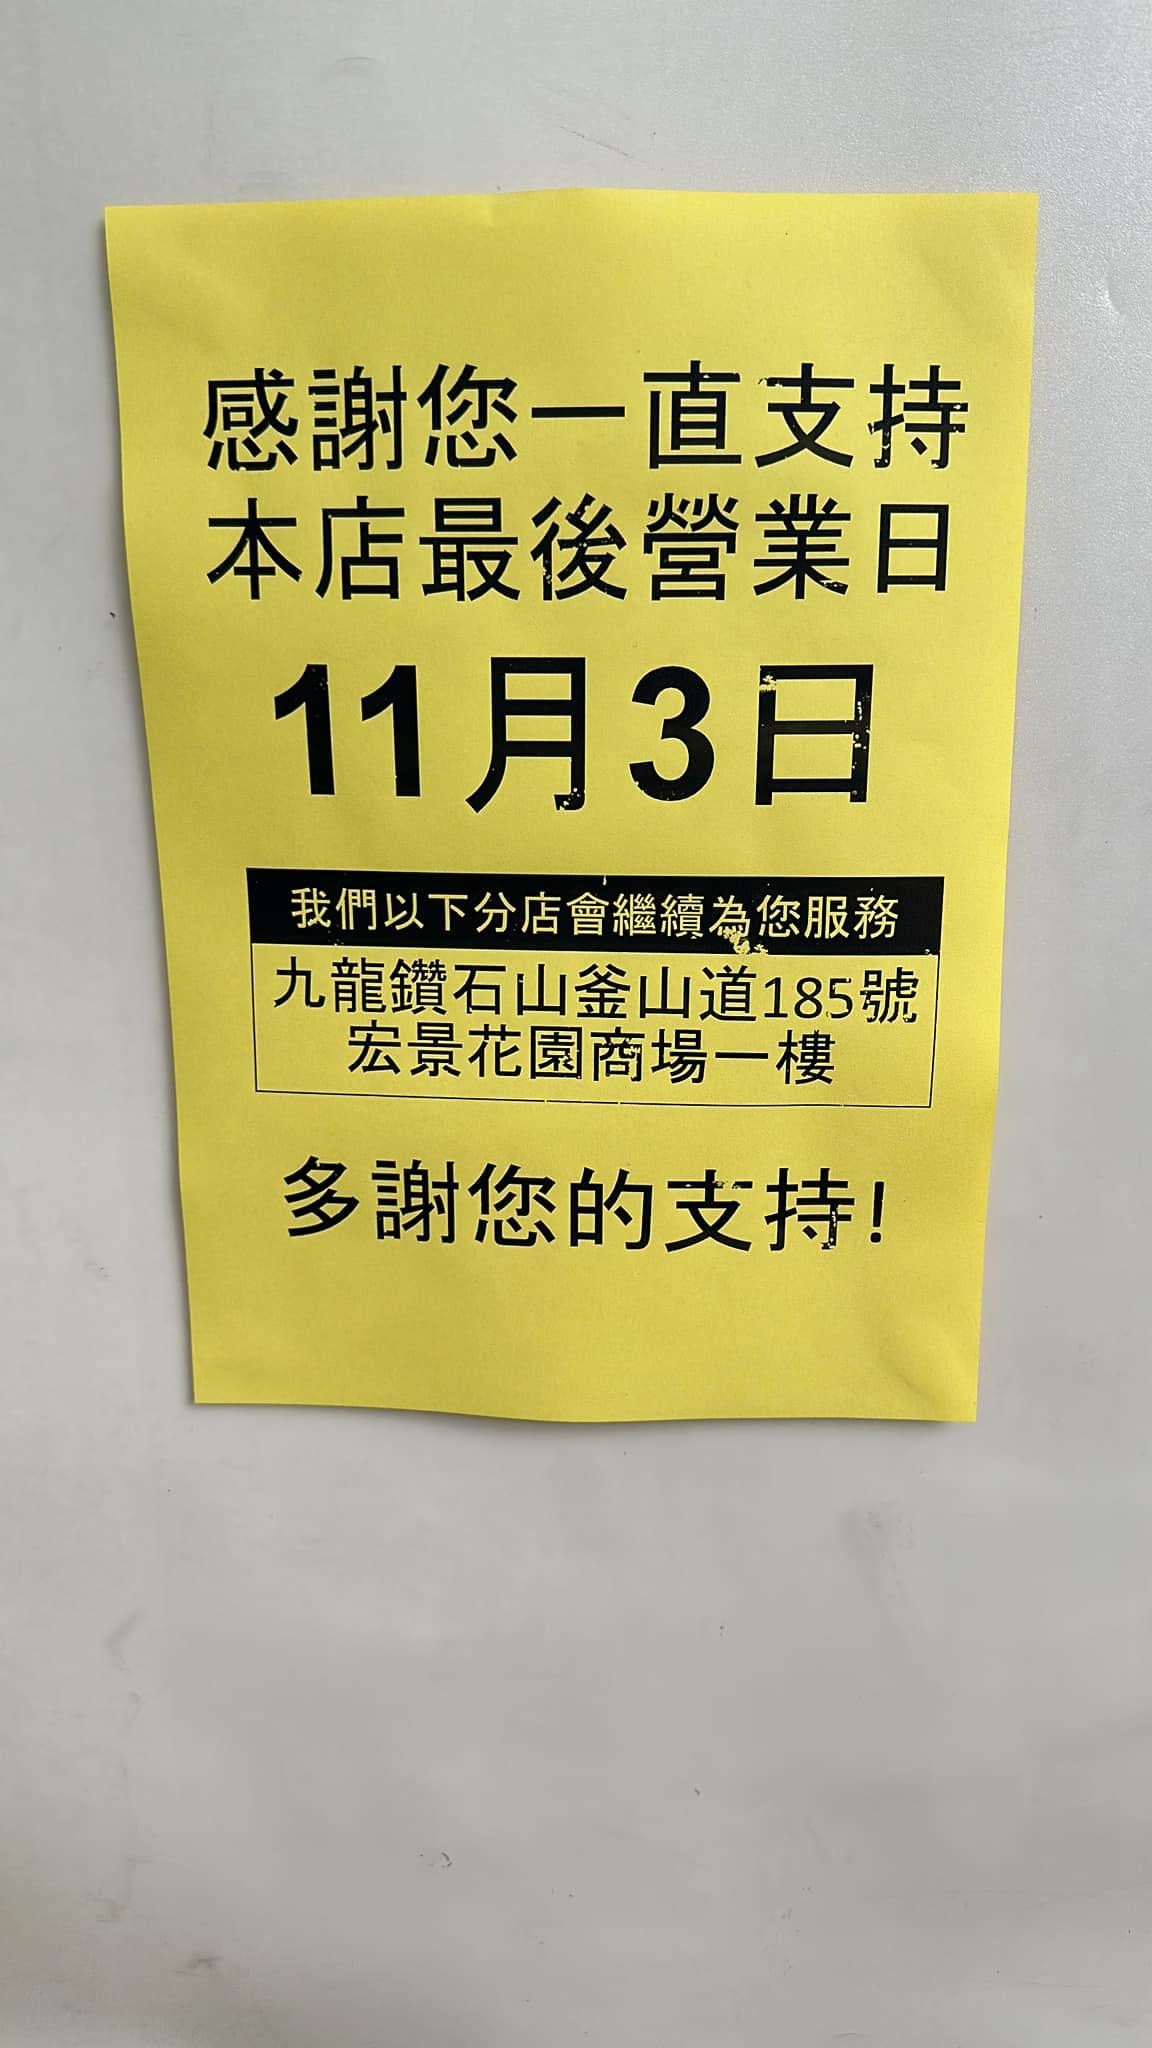 感謝您一直支持
本店最後營業日
11月3日
我們以下分店會繼續為您服務
九龍鑽石山釜山道185號
宏景花園商場一樓
多謝您的支持!